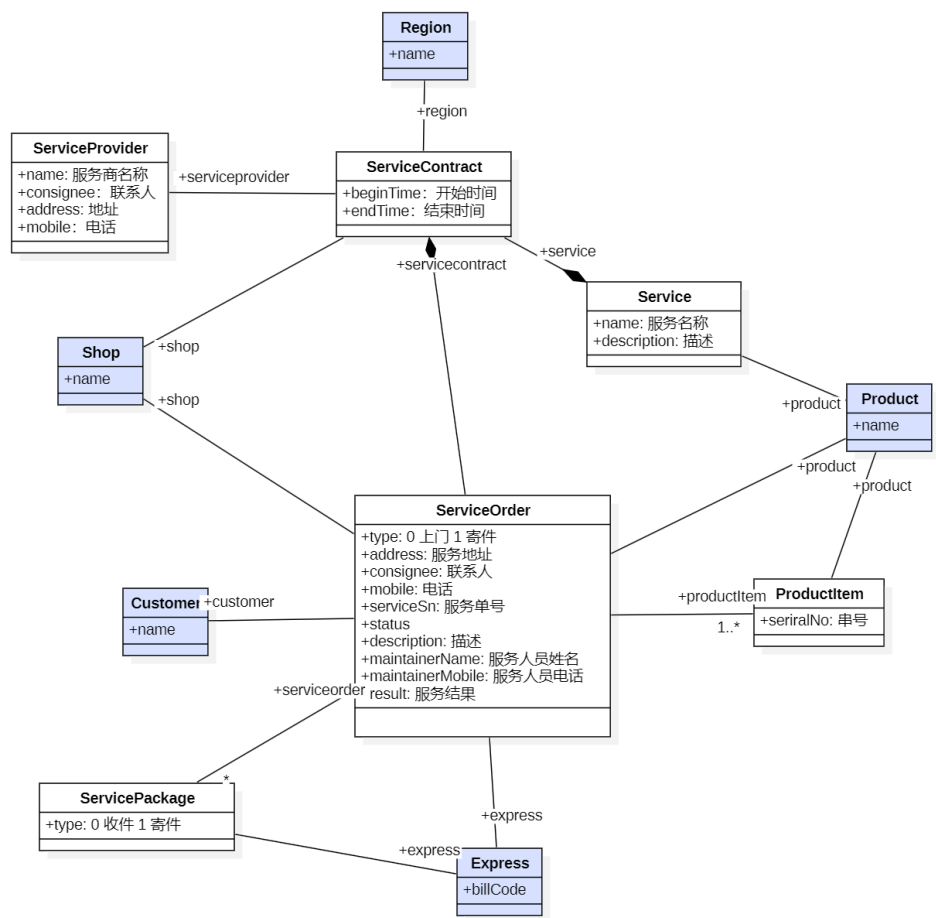 Region
+name
+region
ServiceProvider
+name: 服务商名称
+consignee：联系人
+address: 地址
+mobile：电话
+serviceprovider
ServiceContract
+beginTime：开始时间
+endTime：结束时间
+servicecontract
+service
Service
+name: 服务名称
+description: 描述
Shop
+name
+shop
+shop
+product
Product
+name
+product
+product
ServiceOrder
+type: 0 上门 1 寄件
+address: 服务地址
+consignee: 联系人
+mobile: 电话
+serviceSn: 服务单号
+status
+description: 描述
+maintainerName: 服务人员姓名
+maintainerMobile: 服务人员电话
result: 服务结果
Customer
+name
+customer
+productItem
1..*
ProductItem
+seriralNo: 串号
+serviceorder
*
ServicePackage
+type: 0 收件 1 寄件
+express
+express
Express
+billCode